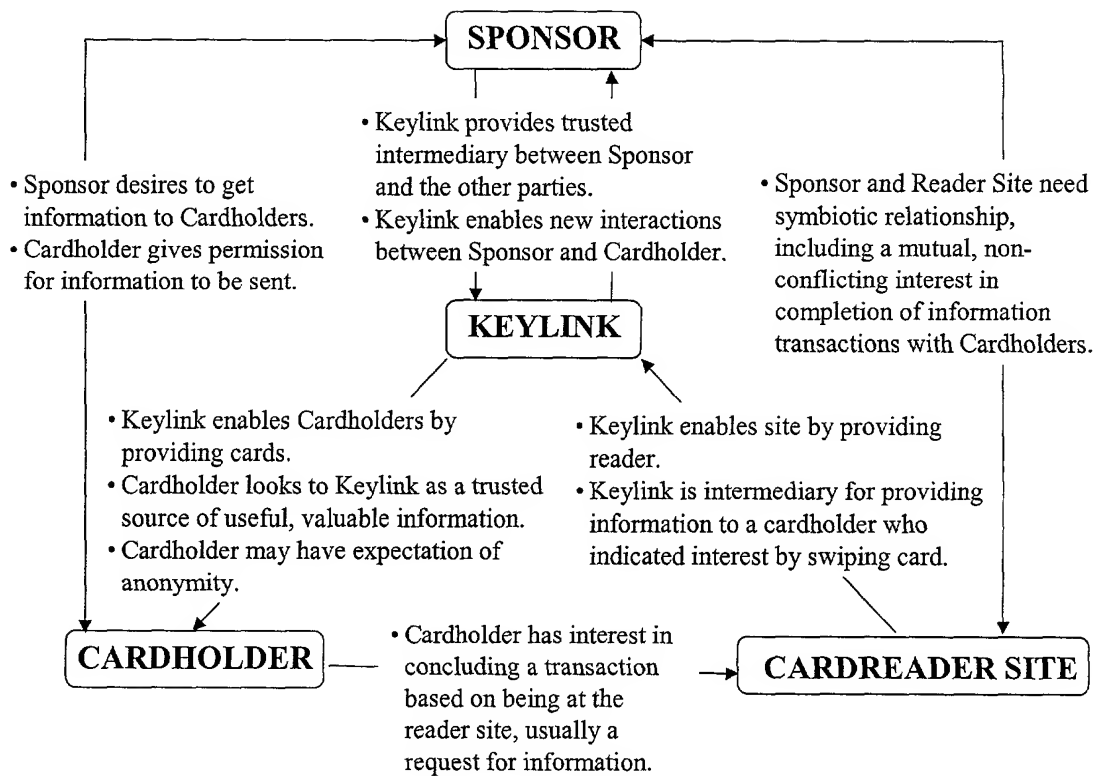 SPONSOR
• Keylink provides trusted
intermediary between Sponsor
and the other parties.
• Keylink enables new interactions
between Sponsor and Cardholder.
• Sponsor desires to get
information to Cardholders.
• Cardholder gives permission
for information to be sent.
• Sponsor and Reader Site need
symbiotic relationship,
including a mutual, non-
conflicting interest in
completion of information
transactions with Cardholders.
KEYLINK
• Keylink enables Cardholders by
providing cards.
• Cardholder looks to Keylink as a trusted
source of useful, valuable information.
• Cardholder may have expectation of
anonymity.
• Keylink enables site by providing
reader.
• Keylink is intermediary for providing
information to a cardholder who
indicated interest by swiping card.
CARDHOLDER
• Cardholder has interest in
concluding a transaction
based on being at the
reader site, usually a
request for information.
CARDREADER SITE